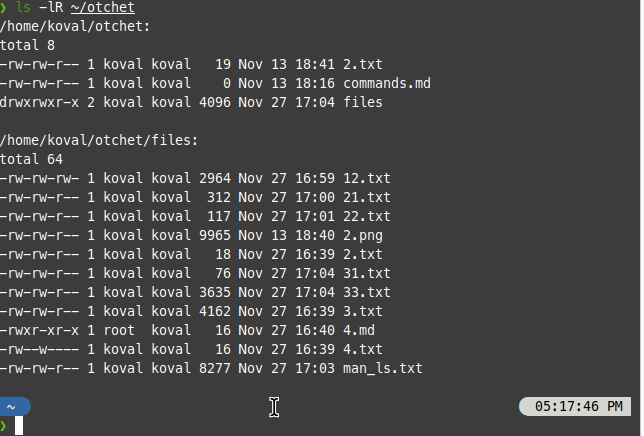 ❯ ls -lR ~/otchet
/home/koval/otchet:
total 8
-rw-rw-r-- 1 koval koval   19 Nov 13 18:41 2.txt
-rw-rw-r-- 1 koval koval    0 Nov 13 18:16 commands.md
drwxrwxr-x 2 koval koval 4096 Nov 27 17:04 files

/home/koval/otchet/files:
total 64
-rw-rw-rw- 1 koval koval 2964 Nov 27 16:59 12.txt
-rw-rw-r-- 1 koval koval  312 Nov 27 17:00 21.txt
-rw-rw-r-- 1 koval koval  117 Nov 27 17:01 22.txt
-rw-rw-r-- 1 koval koval 9965 Nov 13 18:40 2.png
-rw-rw-r-- 1 koval koval   18 Nov 27 16:39 2.txt
-rw-rw-r-- 1 koval koval   76 Nov 27 17:04 31.txt
-rw-rw-r-- 1 koval koval 3635 Nov 27 17:04 33.txt
-rw-rw-r-- 1 koval koval 4162 Nov 27 16:39 3.txt
-rwxr-xr-x 1 root  koval   16 Nov 27 16:40 4.md
-rw--w---- 1 koval koval   16 Nov 27 16:39 4.txt
-rw-rw-r-- 1 koval koval 8277 Nov 27 17:03 man_ls.txt

~ 05:17:46 PM
❯